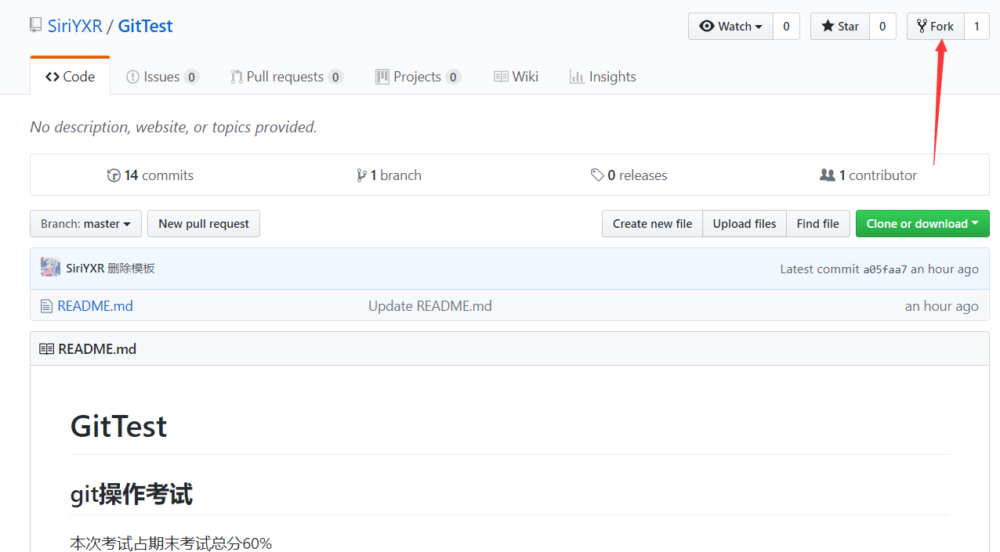 SiriYXR / GitTest
Watch 0 Star 0 Fork 1
Code Issues 0 Pull requests 0 Projects 0 Wiki Insights
No description, website, or topics provided.
14 commits 1 branch 0 releases 1 contributor
Branch: master New pull request Create new file Upload files Find file Clone or download
SiriYXR 删除模板 Latest commit a05faa7 an hour ago
README.md Update README.md an hour ago
README.md
GitTest
git操作考试
本次考试占期末考试总分60%